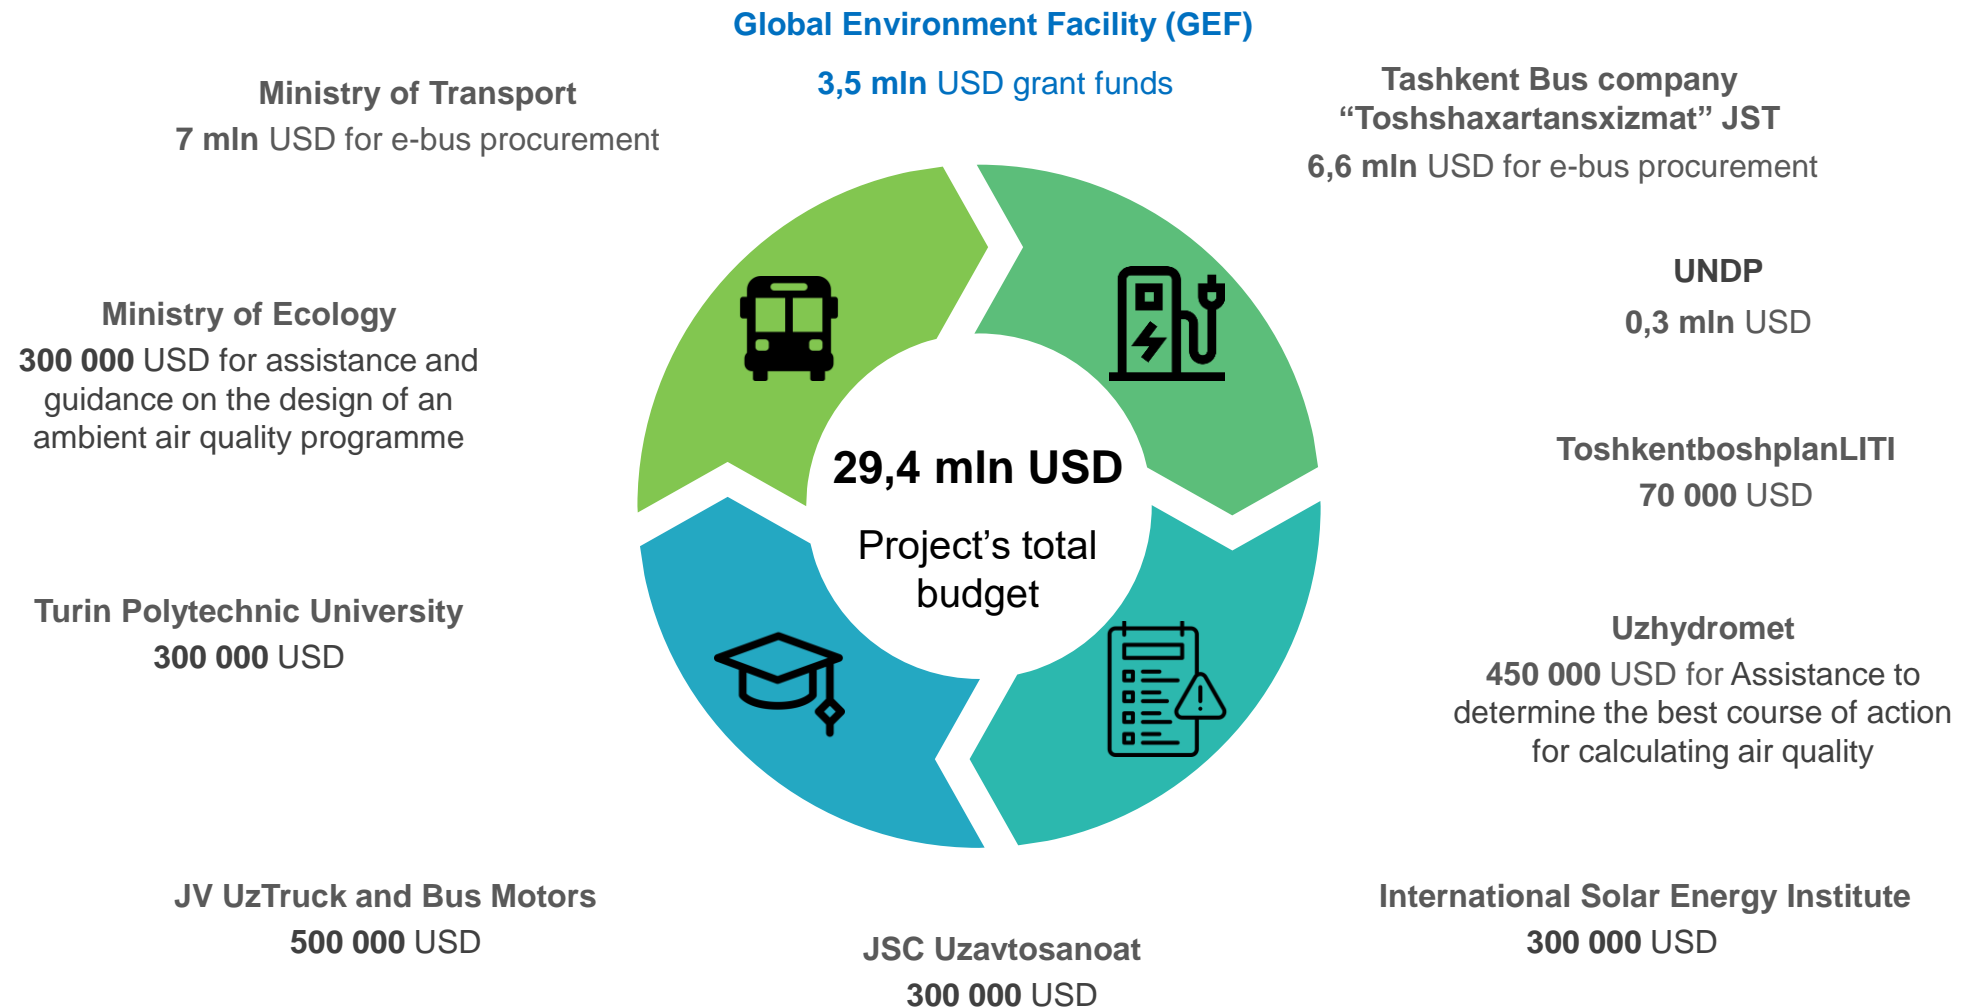 Global Environment Facility (GEF)
3,5 mln USD grant funds
Ministry of Transport
7 mln USD for e-bus procurement
Tashkent Bus company
“Toshshaxartansxizmat” JST
6,6 mln USD for e-bus procurement
UNDP
0,3 mln USD
Ministry of Ecology
300 000 USD for assistance and
guidance on the design of an
ambient air quality programme
29,4 mln USD
Project’s total
budget
ToshkentboshplanLITI
70 000 USD
Turin Polytechnic University
300 000 USD
Uzhydromet
450 000 USD for Assistance to
determine the best course of action
for calculating air quality
JV UzTruck and Bus Motors
500 000 USD
JSC Uzavtosanoat
300 000 USD
International Solar Energy Institute
300 000 USD